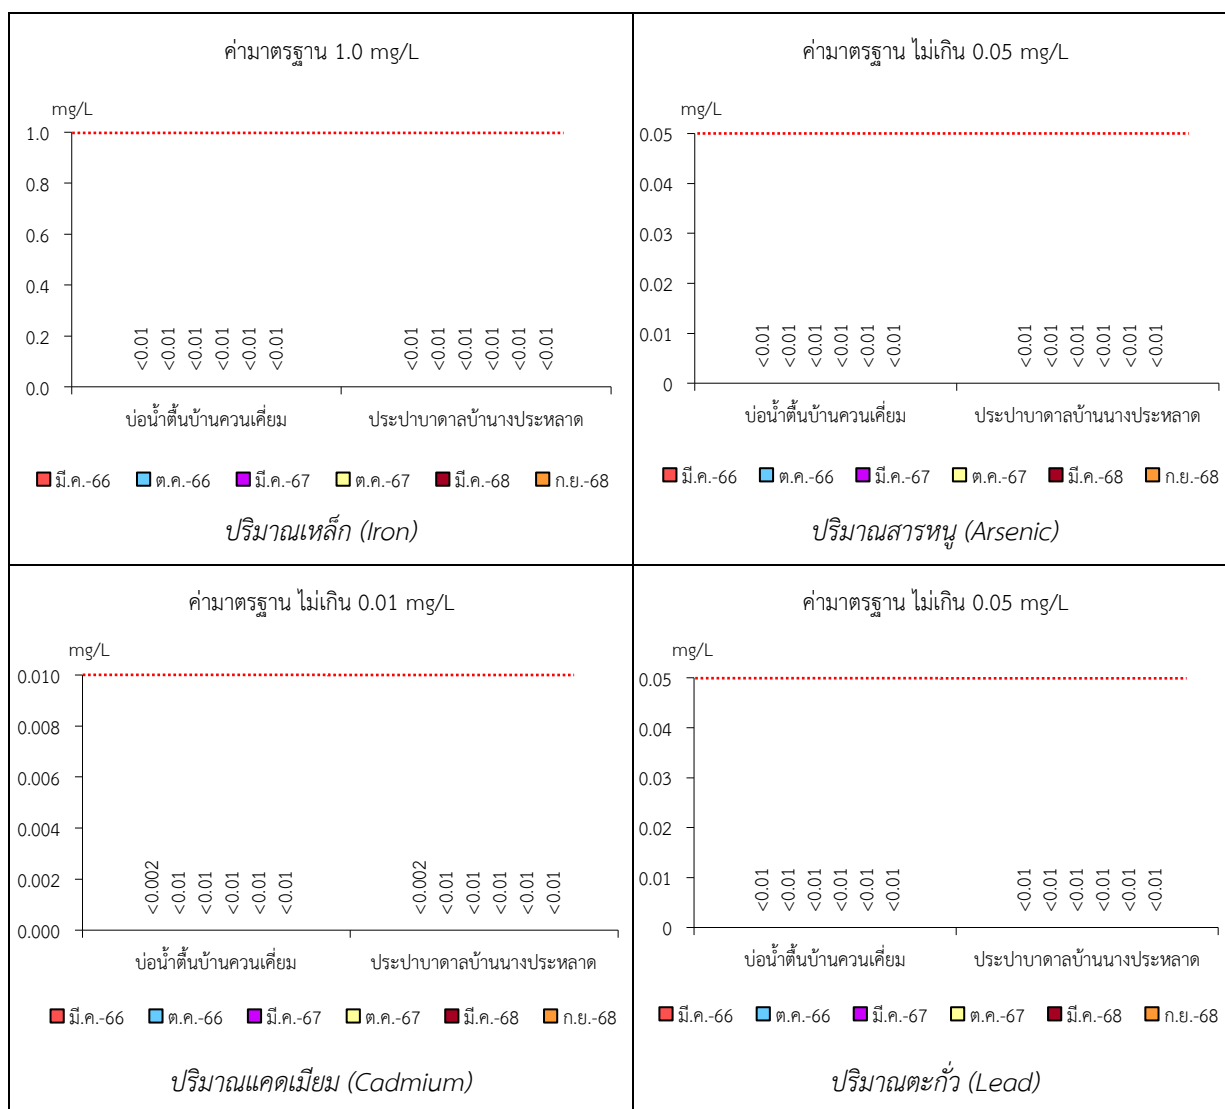 ค่ามาตรฐาน 1.0 mg/L
mg/L
1.0
0.8
0.6
0.4
0.2
0.0
<0.01 <0.01 <0.01 <0.01 <0.01 <0.01 <0.01 <0.01 <0.01 <0.01 <0.01 <0.01
บ่อน้ำตื้นบ้านควนเคี่ยม ประปาบาดาลบ้านนางประหลาด
มี.ค.-66 ต.ค.-66 มี.ค.-67 ต.ค.-67 มี.ค.-68 ก.ย.-68
ปริมาณเหล็ก (Iron)
ค่ามาตรฐาน ไม่เกิน 0.05 mg/L
mg/L
0.05
0.04
0.03
0.02
0.01
0
<0.01 <0.01 <0.01 <0.01 <0.01 <0.01 <0.01 <0.01 <0.01 <0.01 <0.01 <0.01
บ่อน้ำตื้นบ้านควนเคี่ยม ประปาบาดาลบ้านนางประหลาด
มี.ค.-66 ต.ค.-66 มี.ค.-67 ต.ค.-67 มี.ค.-68 ก.ย.-68
ปริมาณสารหนู (Arsenic)
ค่ามาตรฐาน ไม่เกิน 0.01 mg/L
mg/L
0.010
0.008
0.006
0.004
0.002
0.000
<0.002 <0.01 <0.01 <0.01 <0.01 <0.01 <0.002 <0.01 <0.01 <0.01 <0.01 <0.01
บ่อน้ำตื้นบ้านควนเคี่ยม ประปาบาดาลบ้านนางประหลาด
มี.ค.-66 ต.ค.-66 มี.ค.-67 ต.ค.-67 มี.ค.-68 ก.ย.-68
ปริมาณแคดเมียม (Cadmium)
ค่ามาตรฐาน ไม่เกิน 0.05 mg/L
mg/L
0.05
0.04
0.03
0.02
0.01
0
<0.01 <0.01 <0.01 <0.01 <0.01 <0.01 <0.01 <0.01 <0.01 <0.01 <0.01 <0.01
บ่อน้ำตื้นบ้านควนเคี่ยม ประปาบาดาลบ้านนางประหลาด
มี.ค.-66 ต.ค.-66 มี.ค.-67 ต.ค.-67 มี.ค.-68 ก.ย.-68
ปริมาณตะกั่ว (Lead)